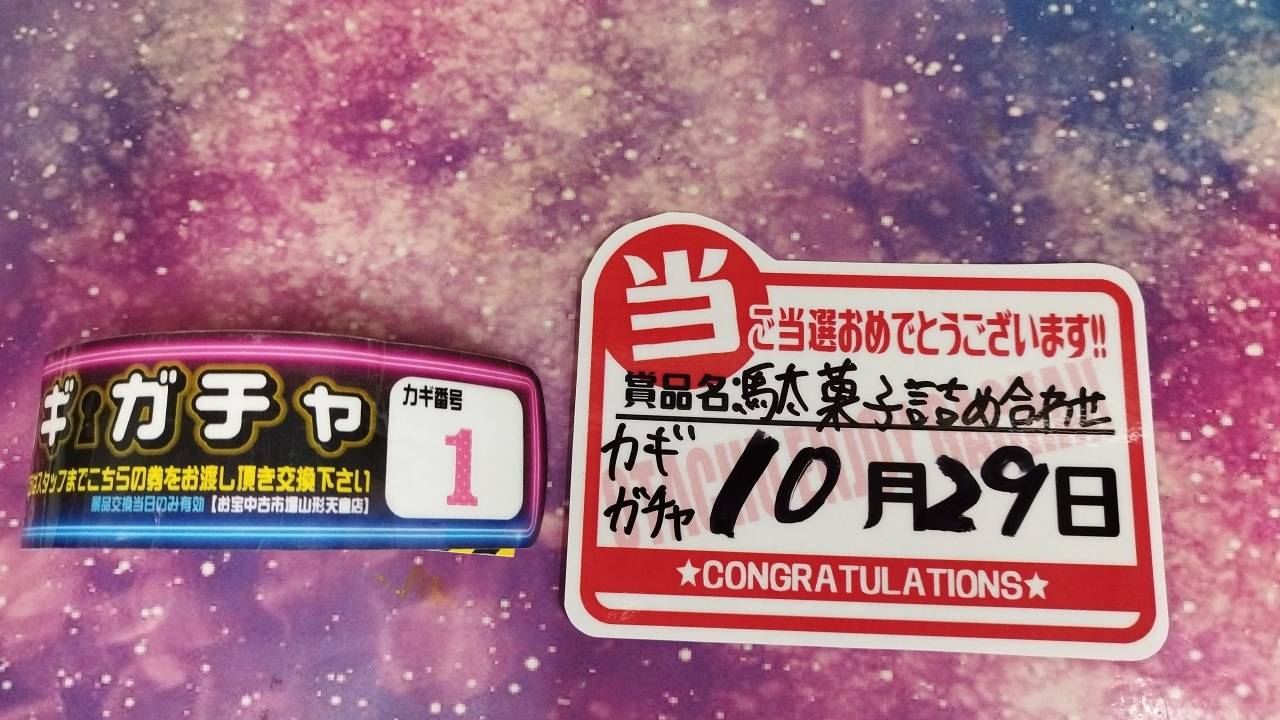 ギガチャ
スタッフまでこちらの券をお渡し頂き交換下さい
景品交換当日のみ有効【お宝中古市場山形天童店】
カギ番号
1
当
ご当選おめでとうございます!!
賞品名 駄菓子詰め合わせ
カギ
ガチャ
10月29日
★CONGRATULATIONS★